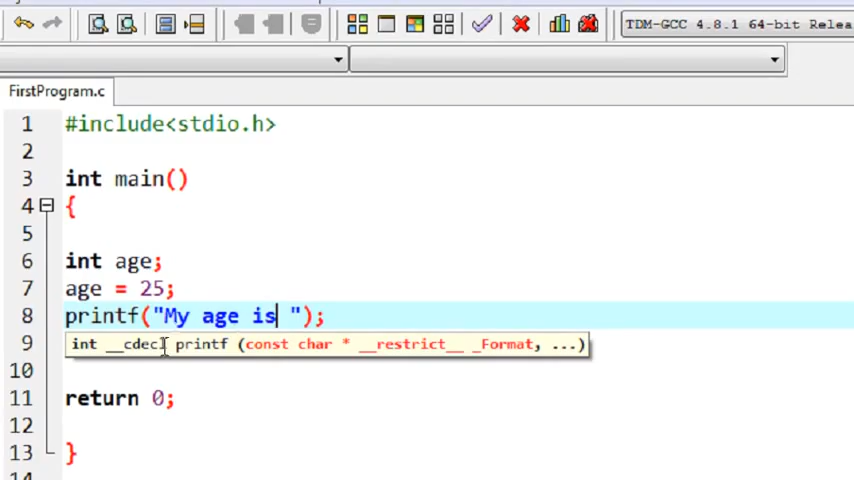 TDM-GCC 4.8.1 64-bit Relea
FirstProgram.c
1 #include<stdio.h>
2
3 int main()
4 {
5
6 int age;
7 age = 25;
8 printf("My age is ");
9 int __cdecl printf (const char * __restrict__ _Format, ...)
10
11 return 0;
12
13 }
14